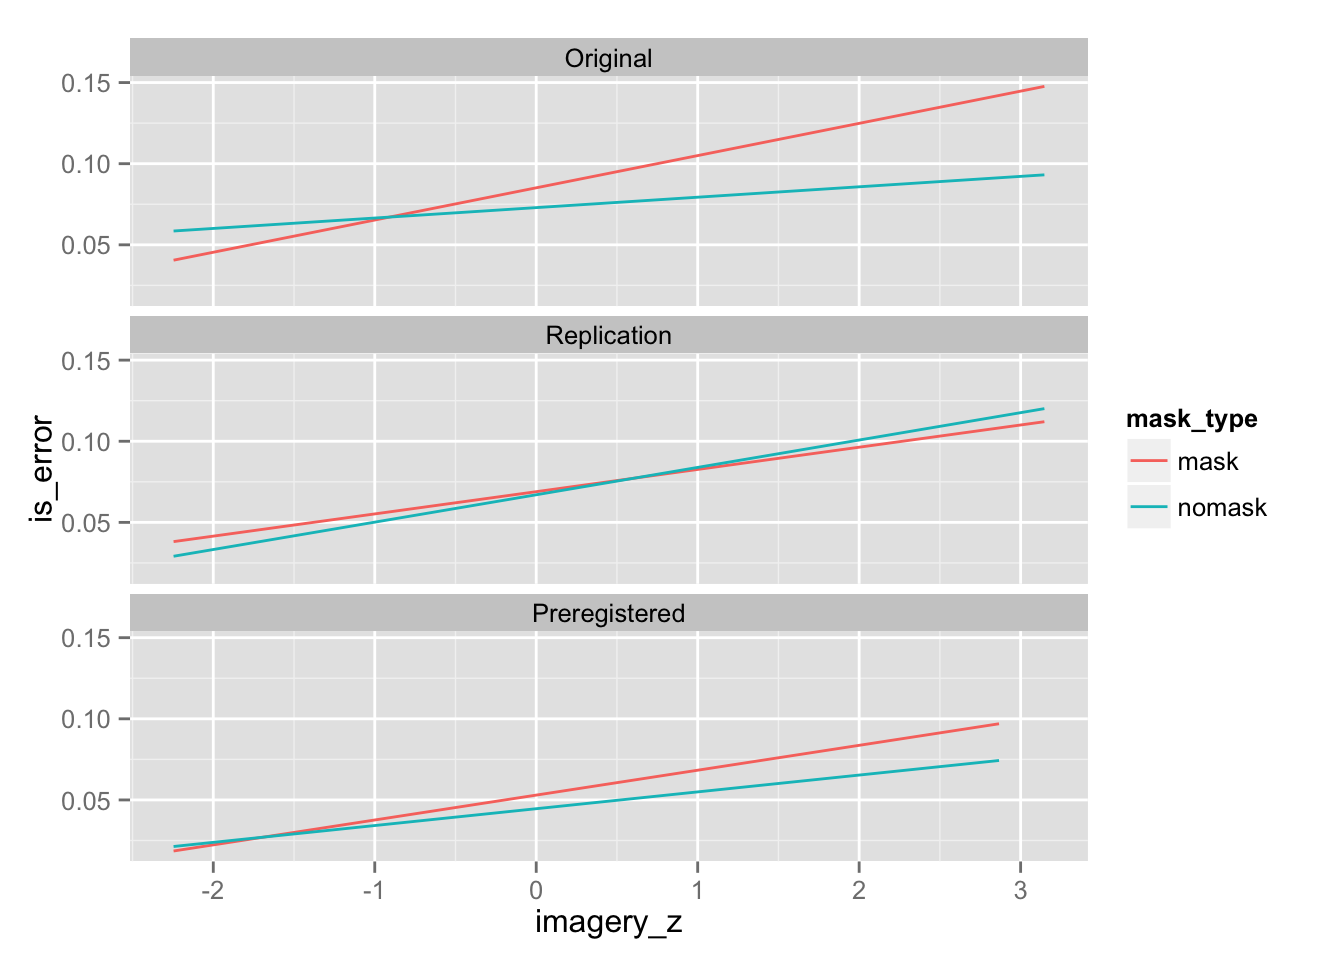 Original
0.15
0.10
0.05
Replication
0.15
0.10
0.05
Preregistered
0.15
0.10
0.05
-2 -1 0 1 2 3
imagery_z
is_error
mask_type
mask
nomask